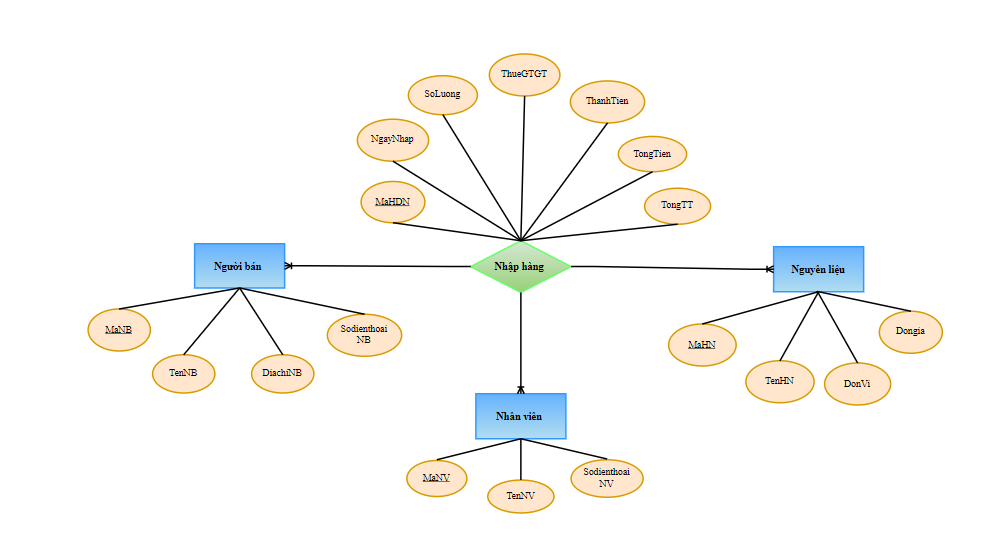 ThueGTGT
SoLuong
ThanhTien
NgayNhap
TongTien
MaHDN
TongTT
Người bán
Nhập hàng
Nguyên liệu
MaNB
Sodienthoai
NB
TenNB
DiachiNB
MaHN
Dongia
TenHN
DonVi
Nhân viên
MaNV
TenNV
Sodienthoai
NV